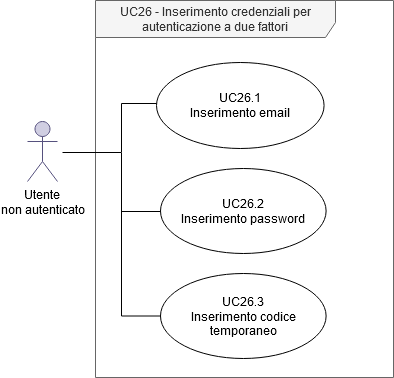 UC26 - Inserimento credenziali per
autenticazione a due fattori
UC26.1
Inserimento email
Utente
non autenticato
UC26.2
Inserimento password
UC26.3
Inserimento codice
temporaneo